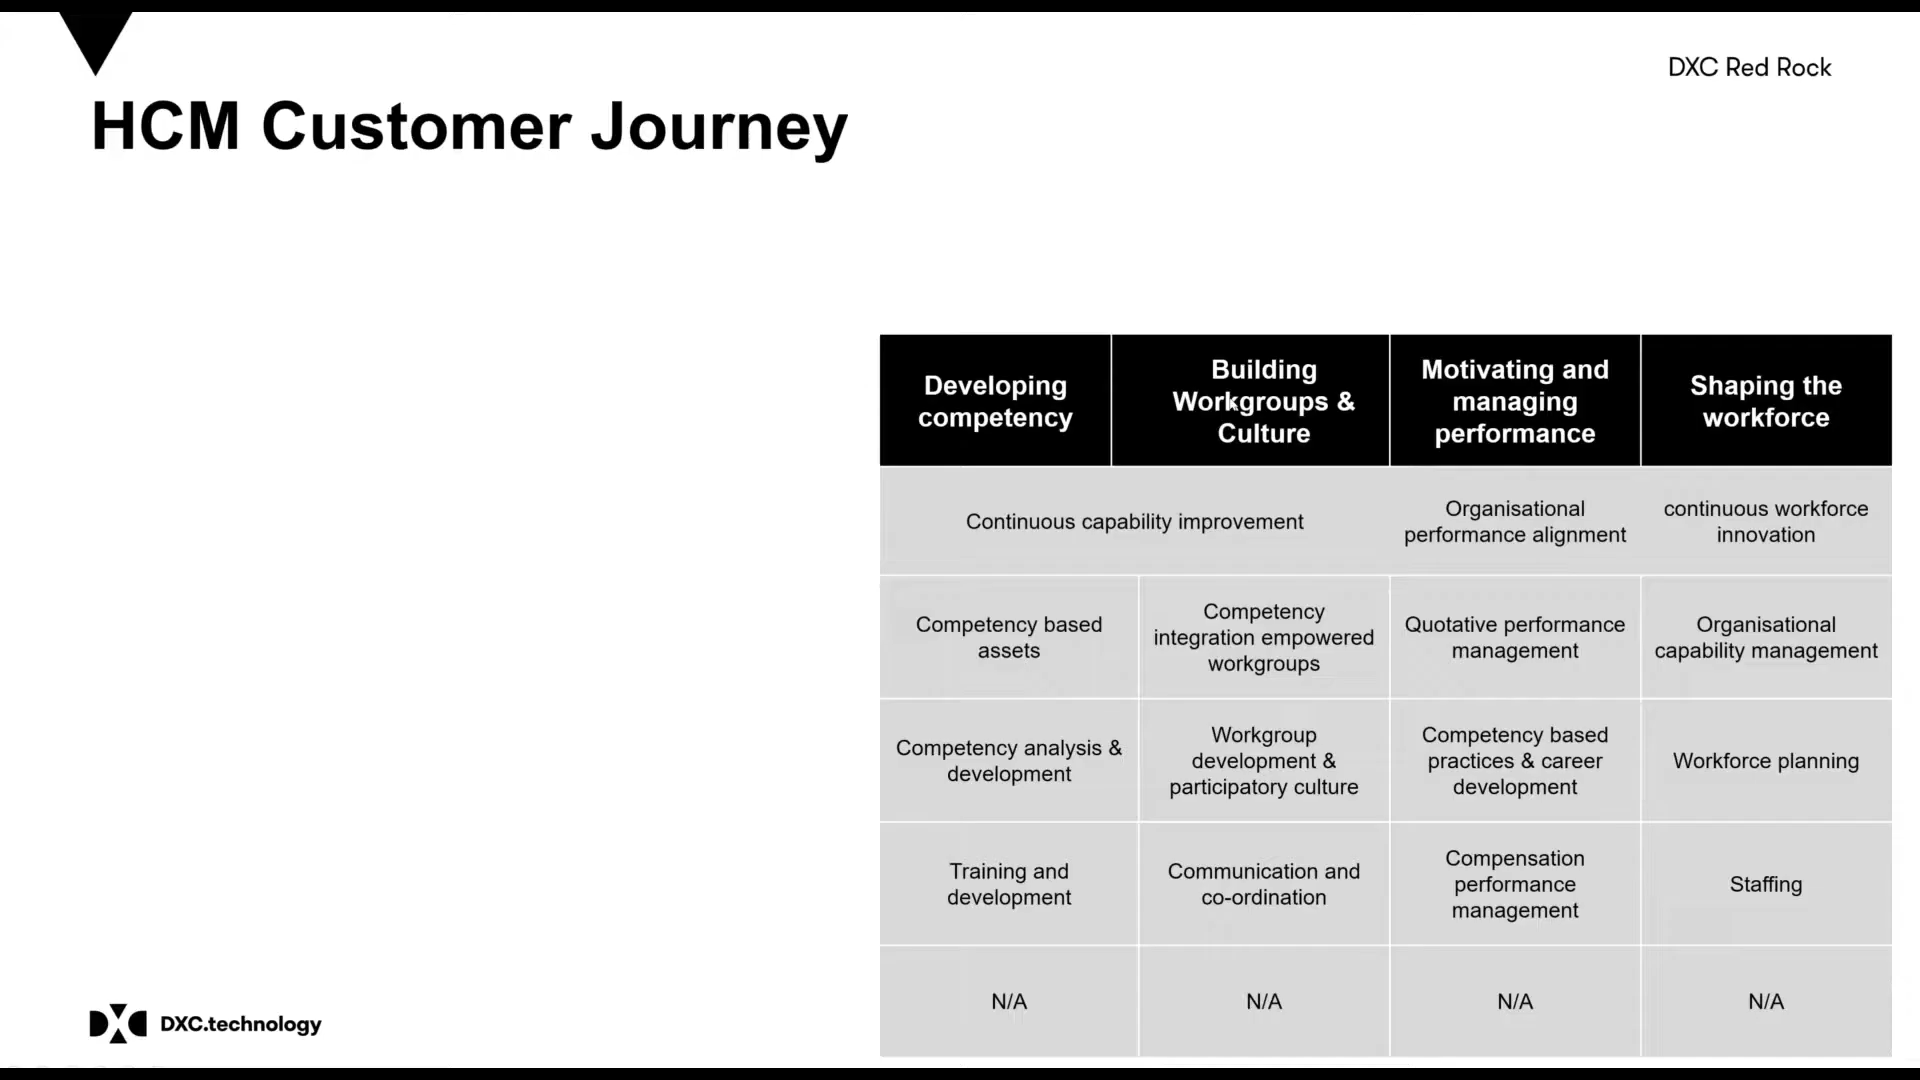 DXC Red Rock
HCM Customer Journey
Developing
competency
Building
Workgroups &
Culture
Motivating and
managing
performance
Shaping the
workforce
Continuous capability improvement
Organisational
performance alignment
continuous workforce
innovation
Competency based
assets
Competency
integration empowered
workgroups
Quotative performance
management
Organisational
capability management
Competency analysis &
development
Workgroup
development &
participatory culture
Competency based
practices & career
development
Workforce planning
Training and
development
Communication and
co-ordination
Compensation
performance
management
Staffing
N/A
N/A
N/A
N/A
DXC.technology